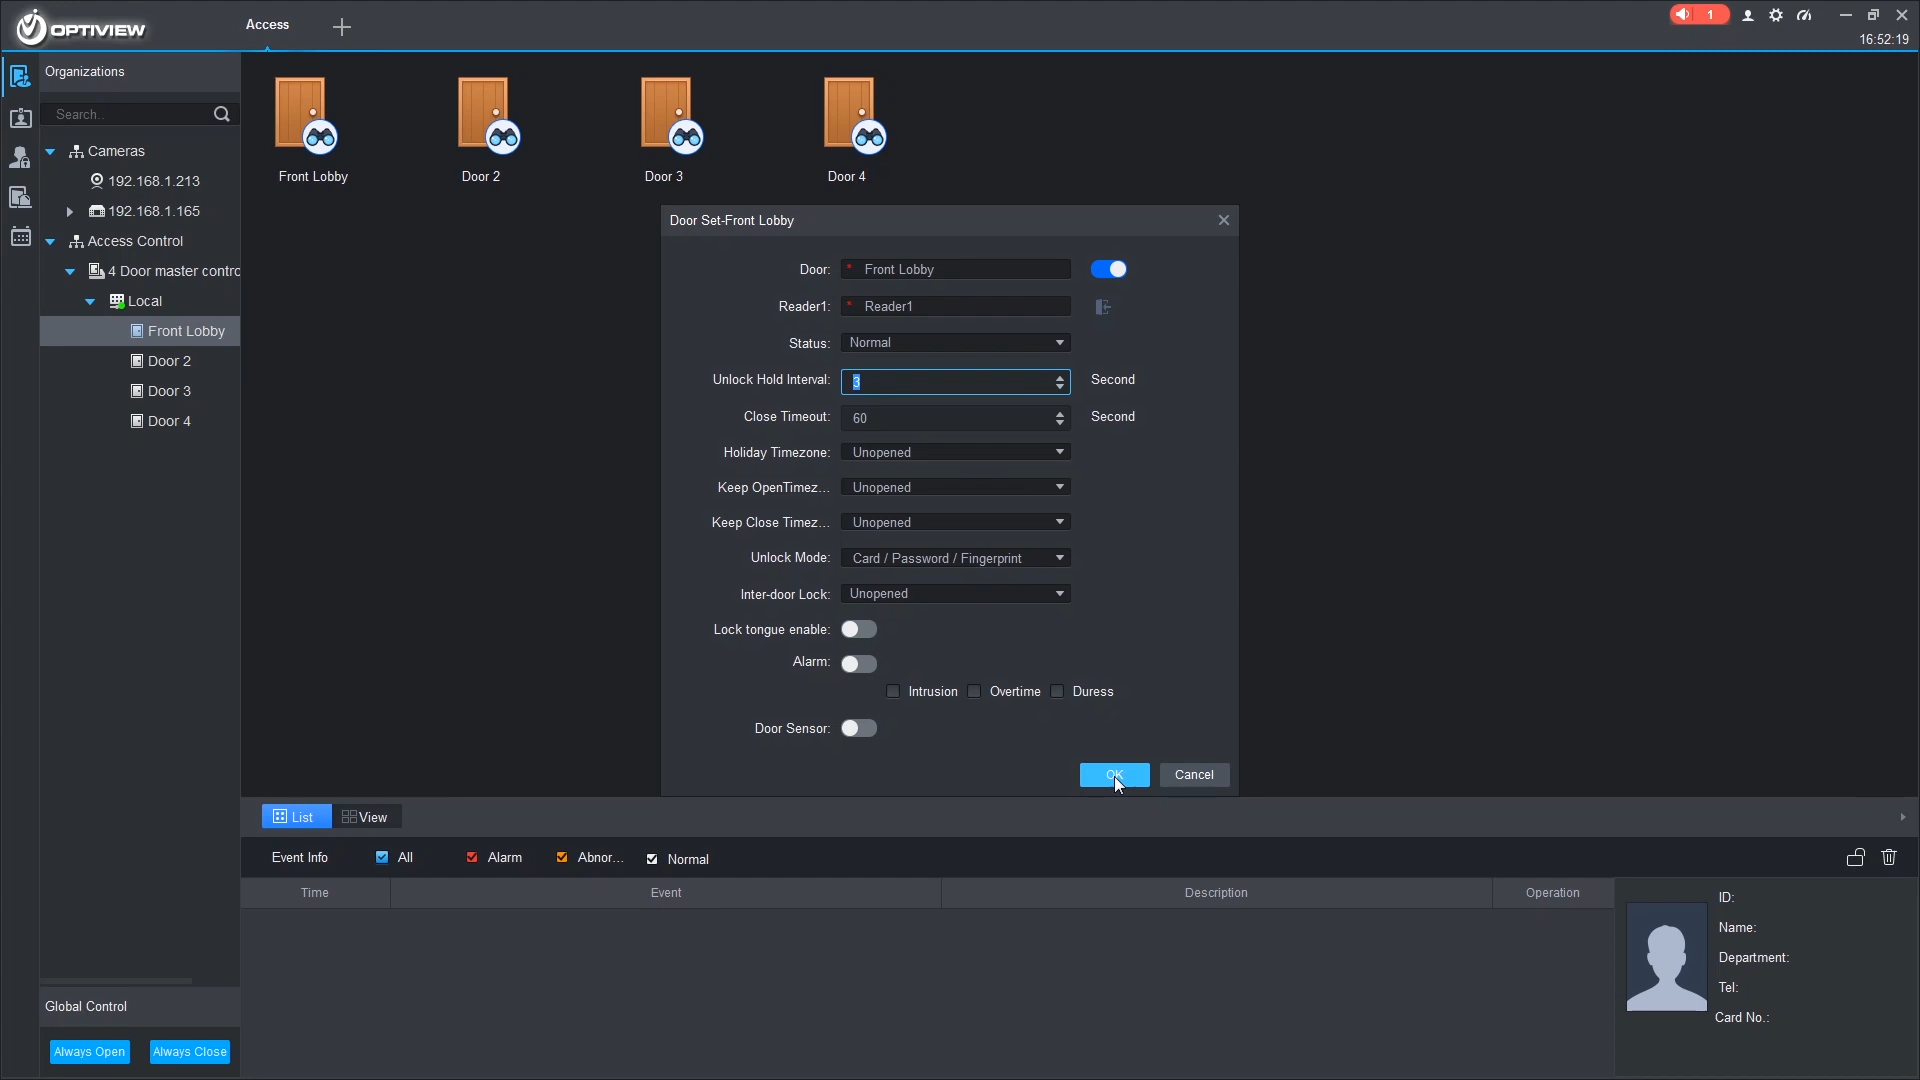 OPTIVIEW
Access
1
16:52:19
Organizations
Search..
Cameras
192.168.1.213
192.168.1.165
Access Control
4 Door master contro
Local
Front Lobby
Door 2
Door 3
Door 4
Front Lobby
Door 2
Door 3
Door 4
Door Set-Front Lobby
Door: * Front Lobby
Reader1: * Reader1
Status: Normal
Unlock Hold Interval: 3 Second
Close Timeout: 60 Second
Holiday Timezone: Unopened
Keep OpenTimez... Unopened
Keep Close Timez... Unopened
Unlock Mode: Card / Password / Fingerprint
Inter-door Lock: Unopened
Lock tongue enable:
Alarm:
Intrusion Overtime Duress
Door Sensor:
OK Cancel
List View
Event Info All Alarm Abnor... Normal
Time Event Description Operation
ID:
Name:
Department:
Tel:
Card No.:
Global Control
Always Open Always Close